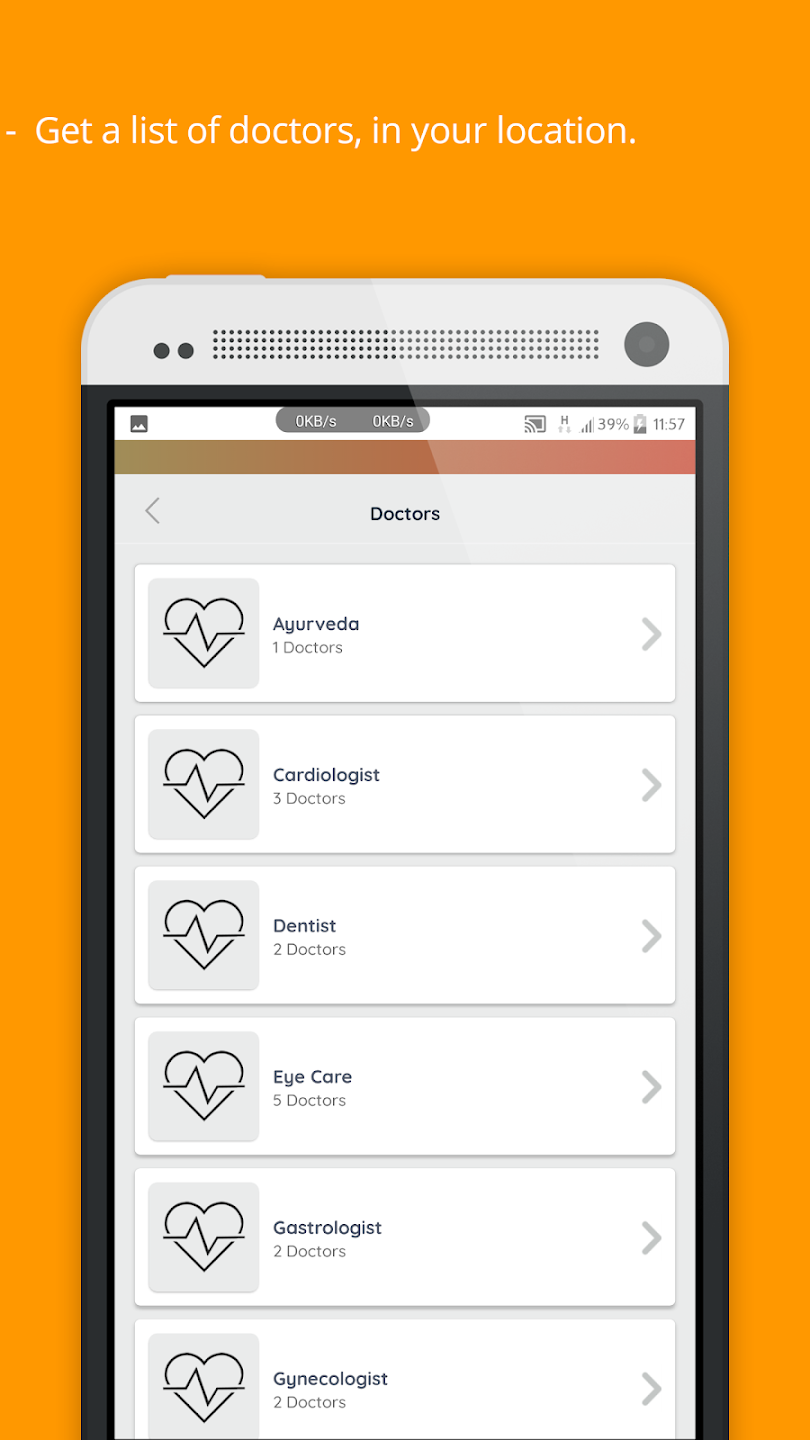 - Get a list of doctors, in your location.
0KB/s 0KB/s H 39% 11:57
Doctors
Ayurveda
1 Doctors
Cardiologist
3 Doctors
Dentist
2 Doctors
Eye Care
5 Doctors
Gastrologist
2 Doctors
Gynecologist
2 Doctors